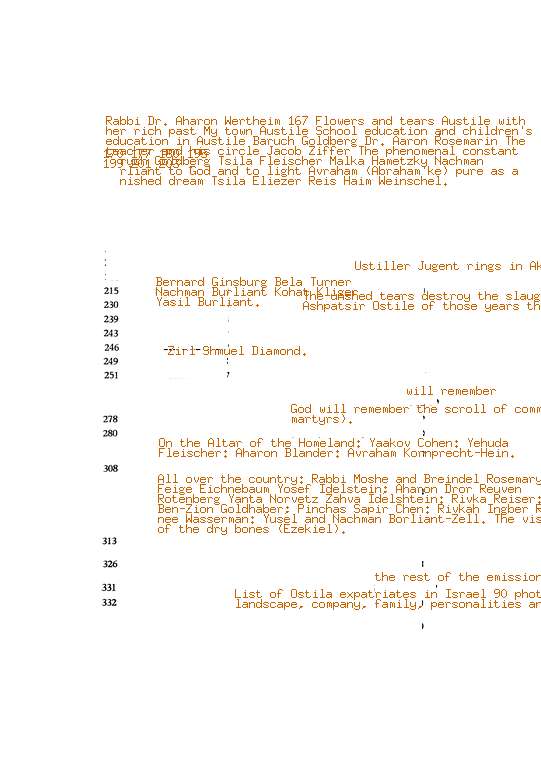 Rabbi Dr. Aharon Wertheim 167 Flowers and tears Austile with
her rich past My town Austile School education and children's
education in Austile Baruch Goldberg Dr. Aaron Rosemarin The
teacher and his circle Jacob Ziffer The phenomenal constant
Goldberg Tsila Fleischer Malka Hametzky Nachman
rliant to God and to light Avraham (Abraham'ke) pure as a
nished dream Tsila Eliezer Reis Haim Weinschel.
Ustiller Jugent rings in Ak
Bernard Ginsburg Bela Turner
215 Nachman Burliant Kohat Kliger
The unshed tears destroy the slaug
230 Yasil Burliant.
Ashpatsir Ostile of those years th
239
243
246 Zirl Shmuel Diamond.
249
251
will remember
God will remember the scroll of comm
278 martyrs).
280
On the Altar of the Homeland: Yaakov Cohen: Yehuda
Fleischer: Aharon Blander: Avraham Kornprecht-Hein.
308
All over the country: Rabbi Moshe and Breindel Rosemary
Feige Eichnebaum Yosef Idelstein; Aharon Dror Reuven
Rotenberg Yanta Norvetz Zahva Idelshtein; Rivka Reiser:
Ben-Zion Goldhaber; Pinchas Sapir Chen: Rivkah Ingber R
nee Wasserman: Yusel and Nachman Borliant-Zell. The vis
of the dry bones (Ezekiel).
313
326
the rest of the emission
331 List of Ostila expatriates in Israel 90 phot
332 landscape, company, family, personalities an